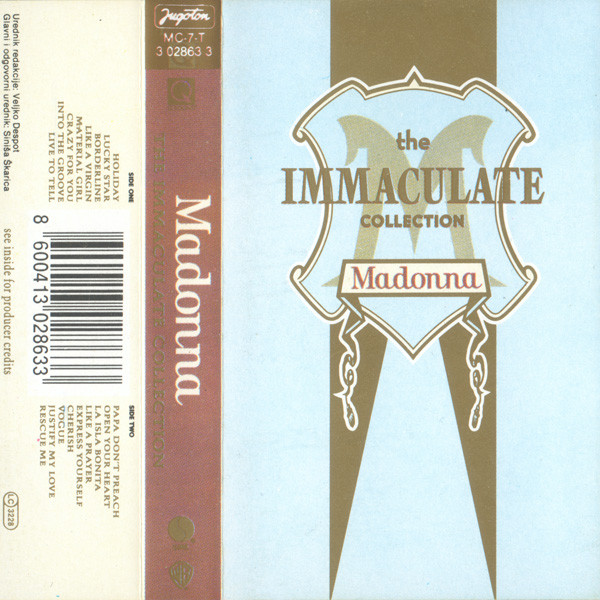 Urednik redakcije: Veljko Despot
Glavni i odgovorni urednik: Siniša Škarica
SIDE ONE
HOLIDAY
LUCKY STAR
BORDERLINE
LIKE A VIRGIN
MATERIAL GIRL
CRAZY FOR YOU
INTO THE GROOVE
LIVE TO TELL
see inside for producer credits
8 600413 028633
SIDE TWO
PAPA DON'T PREACH
OPEN YOUR HEART
LA ISLA BONITA
LIKE A PRAYER
EXPRESS YOURSELF
CHERISH
VOGUE
JUSTIFY MY LOVE
RESCUE ME
LC 3228
Jugoton
MC-7-T
3 02863 3
Madonna
THE IMMACULATE COLLECTION
the
IMMACULATE
COLLECTION
Madonna